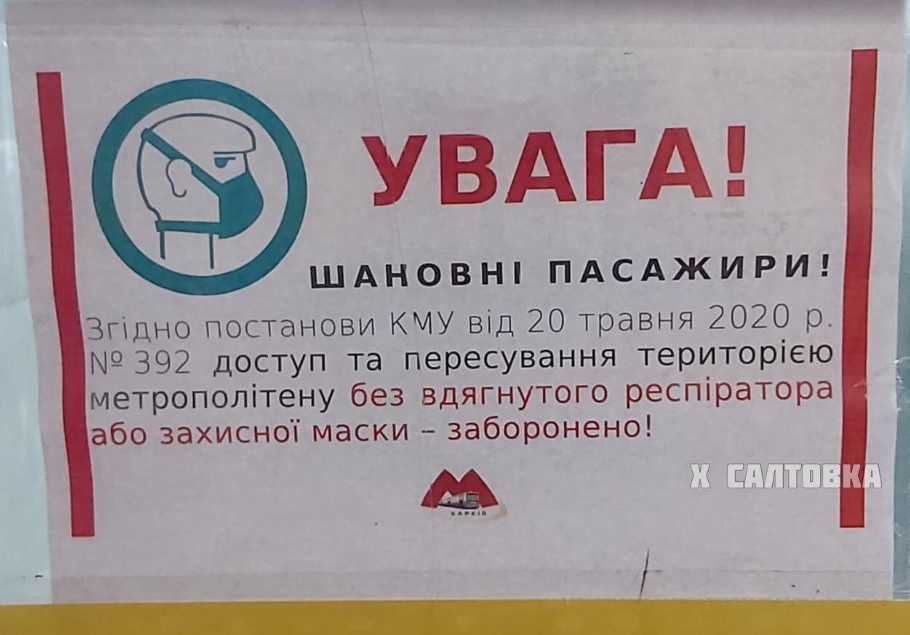 УВАГА!
ШАНОВНІ ПАСАЖИРИ!
Згідно постанови КМУ від 20 травня 2020 р.
№ 392 доступ та пересування територією
метрополітену без вдягнутого респіратора
або захисної маски – заборонено!
ХАРКІВ
Х САЛТОВКА